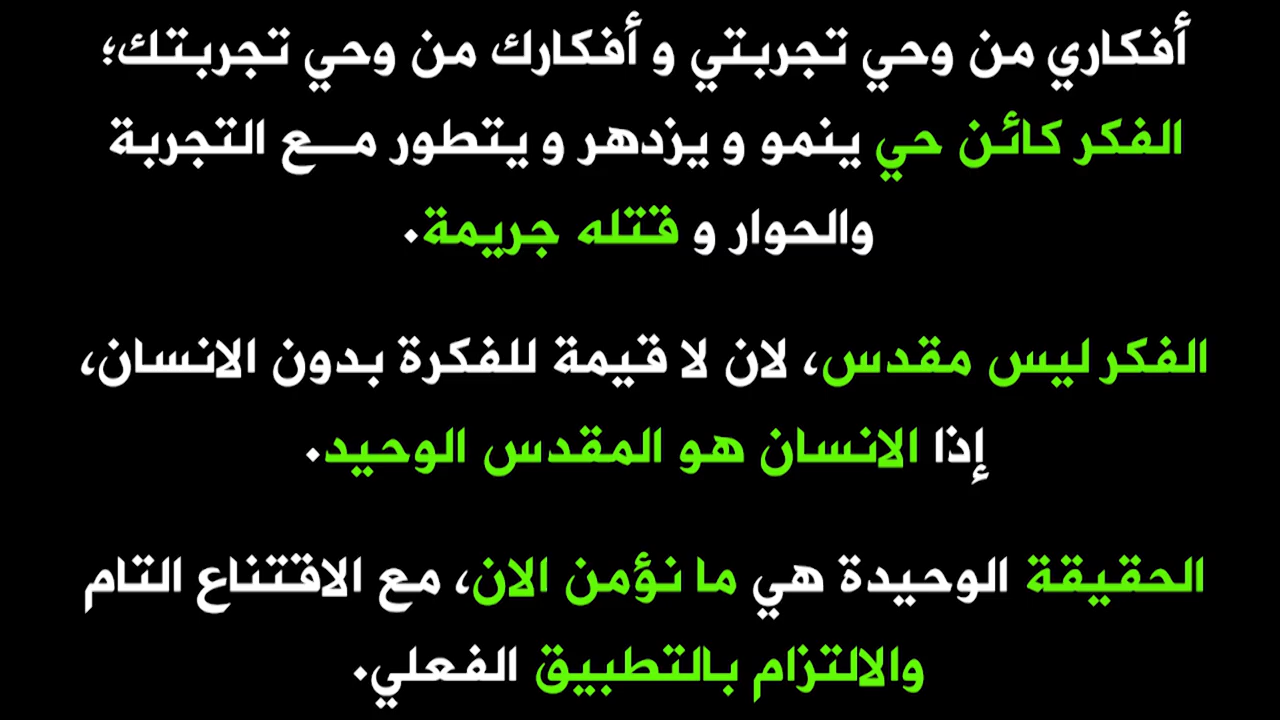 أفكاري من وحي تجربتي و أفكارك من وحي تجربتك؛
الفكر كائن حي ينمو و يزدهر و يتطور مـع التجربة
والحوار و قتله جريمة.
الفكر ليس مقدس، لان لا قيمة للفكرة بدون الانسان،
إذا الانسان هو المقدس الوحيد.
الحقيقة الوحيدة هي ما نؤمن الان، مع الاقتناع التام
والالتزام بالتطبيق الفعلي.